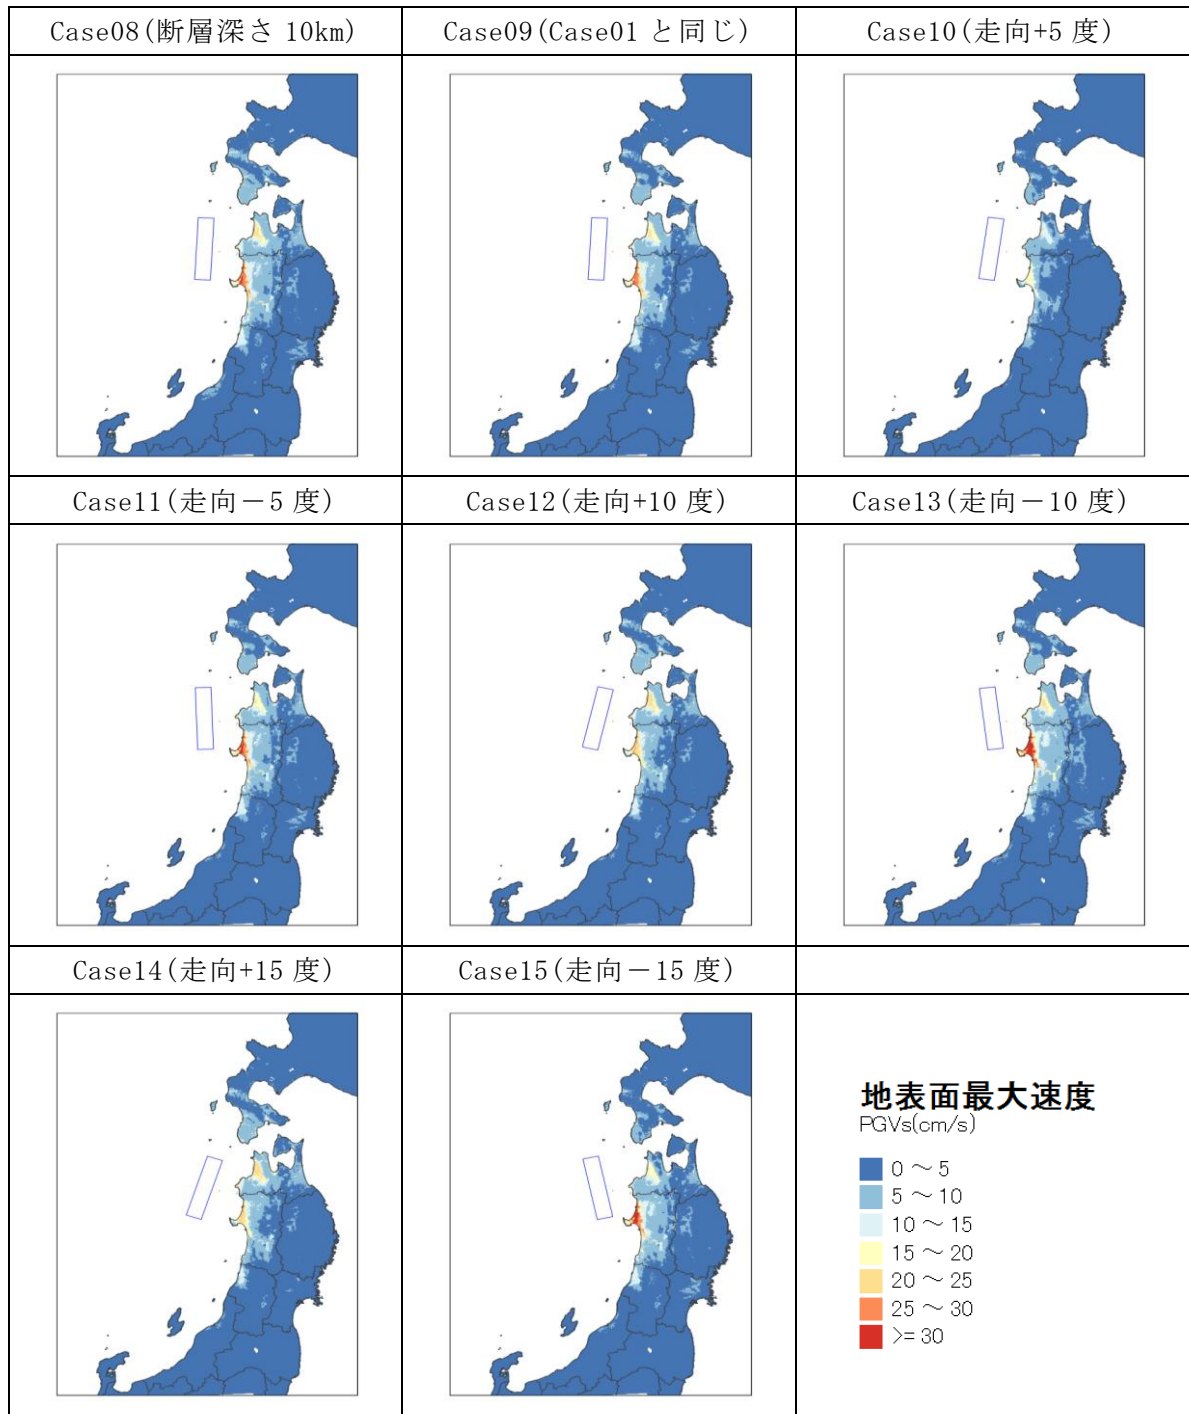 Case08(断層深さ 10km)
Case09(Case01 と同じ)
Case10(走向+5 度)
Case11(走向－5 度)
Case12(走向+10 度)
Case13(走向－10 度)
Case14(走向+15 度)
Case15(走向－15 度)
地表面最大速度
PGVs(cm/s)
0 ～ 5
5 ～ 10
10 ～ 15
15 ～ 20
20 ～ 25
25 ～ 30
>= 30